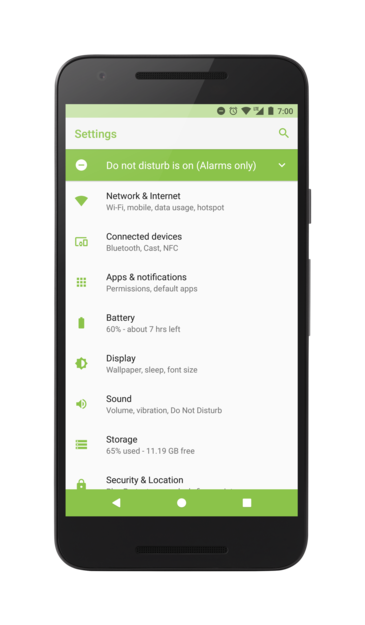 7:00
Settings
Do not disturb is on (Alarms only)
Network & Internet
Wi-Fi, mobile, data usage, hotspot
Connected devices
Bluetooth, Cast, NFC
Apps & notifications
Permissions, default apps
Battery
60% - about 7 hrs left
Display
Wallpaper, sleep, font size
Sound
Volume, vibration, Do Not Disturb
Storage
65% used - 11.19 GB free
Security & Location